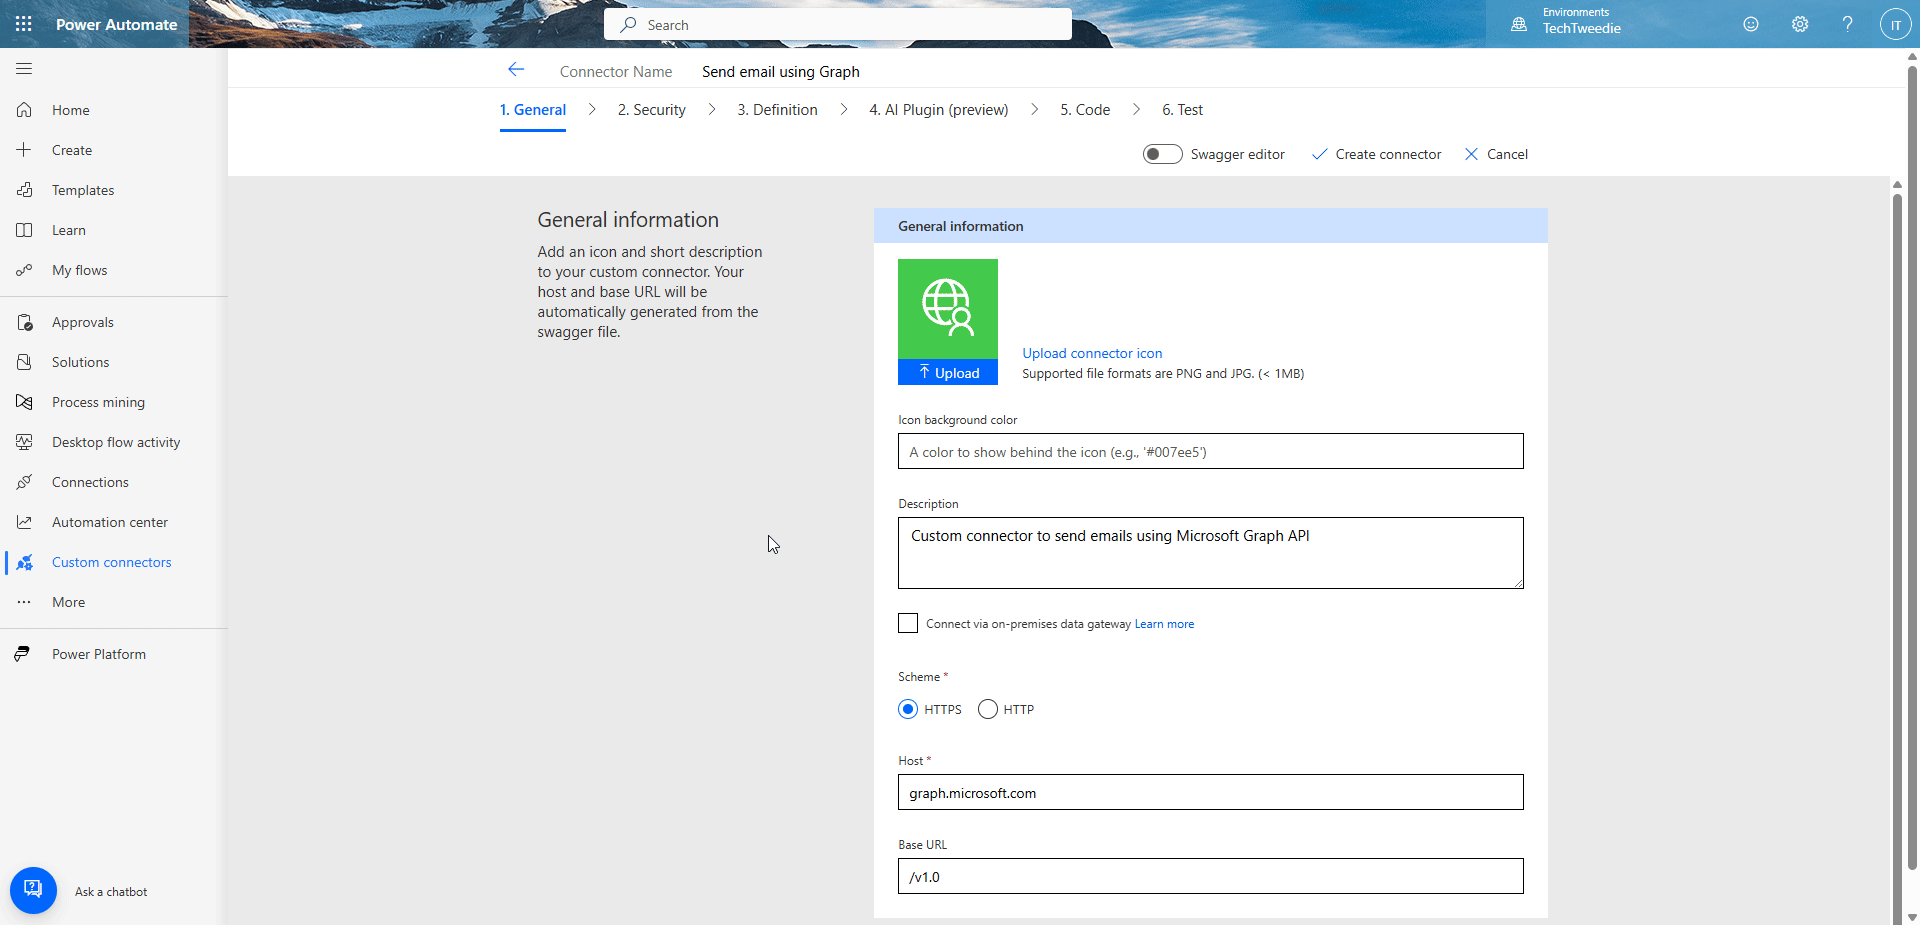 Power Automate
Search
Environments
TechTweedie
?
IT
Connector Name
Send email using Graph
1. General
2. Security
3. Definition
4. AI Plugin (preview)
5. Code
6. Test
Swagger editor
Create connector
Cancel
Home
Create
Templates
Learn
My flows
Approvals
Solutions
Process mining
Desktop flow activity
Connections
Automation center
Custom connectors
More
Power Platform
Ask a chatbot
General information
Add an icon and short description
to your custom connector. Your
host and base URL will be
automatically generated from the
swagger file.
General information
Upload
Upload connector icon
Supported file formats are PNG and JPG. (< 1MB)
Icon background color
A color to show behind the icon (e.g., '#007ee5')
Description
Custom connector to send emails using Microsoft Graph API
Connect via on-premises data gateway Learn more
Scheme *
HTTPS
HTTP
Host *
graph.microsoft.com
Base URL
/v1.0